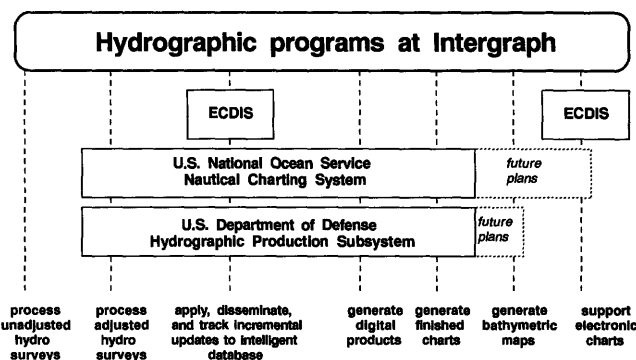 Hydrographic programs at Intergraph
ECDIS
ECDIS
U.S. National Ocean Service
Nautical Charting System
future
plans
U.S. Department of Defense
Hydrographic Production Subsystem
future
plans
process
unadjusted
hydro
surveys
process
adjusted
hydro
surveys
apply, disseminate,
and track incremental
updates to intelligent
database
generate
digital
products
generate
finished
charts
generate
bathymetric
maps
support
electronic
charts